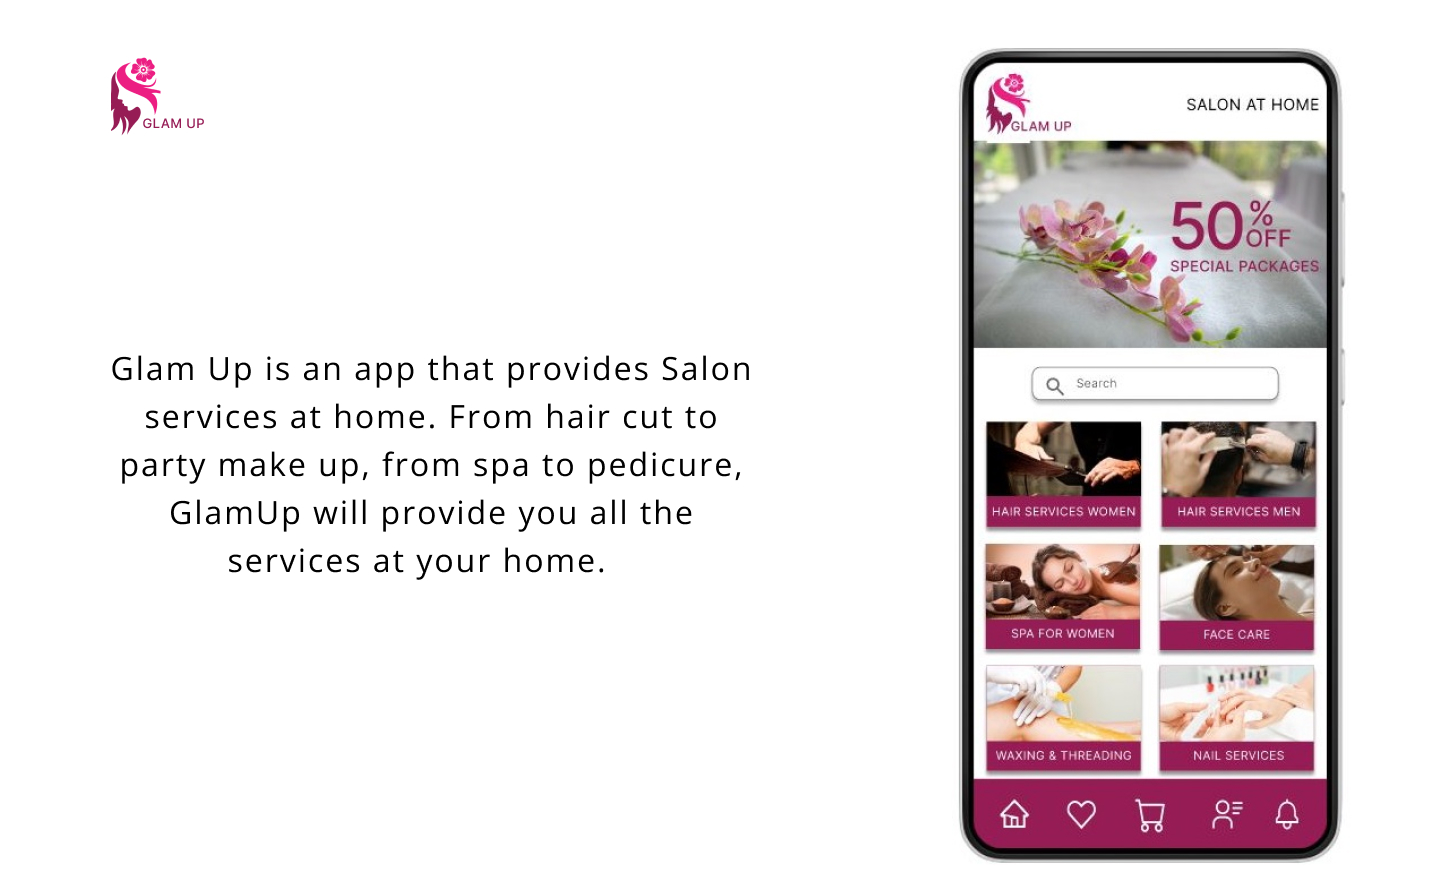 GLAM UP
Glam Up is an app that provides Salon
services at home. From hair cut to
party make up, from spa to pedicure,
GlamUp will provide you all the
services at your home.
GLAM UP
SALON AT HOME
50%
OFF
SPECIAL PACKAGES
Search
HAIR SERVICES WOMEN
HAIR SERVICES MEN
SPA FOR WOMEN
FACE CARE
WAXING & THREADING
NAIL SERVICES